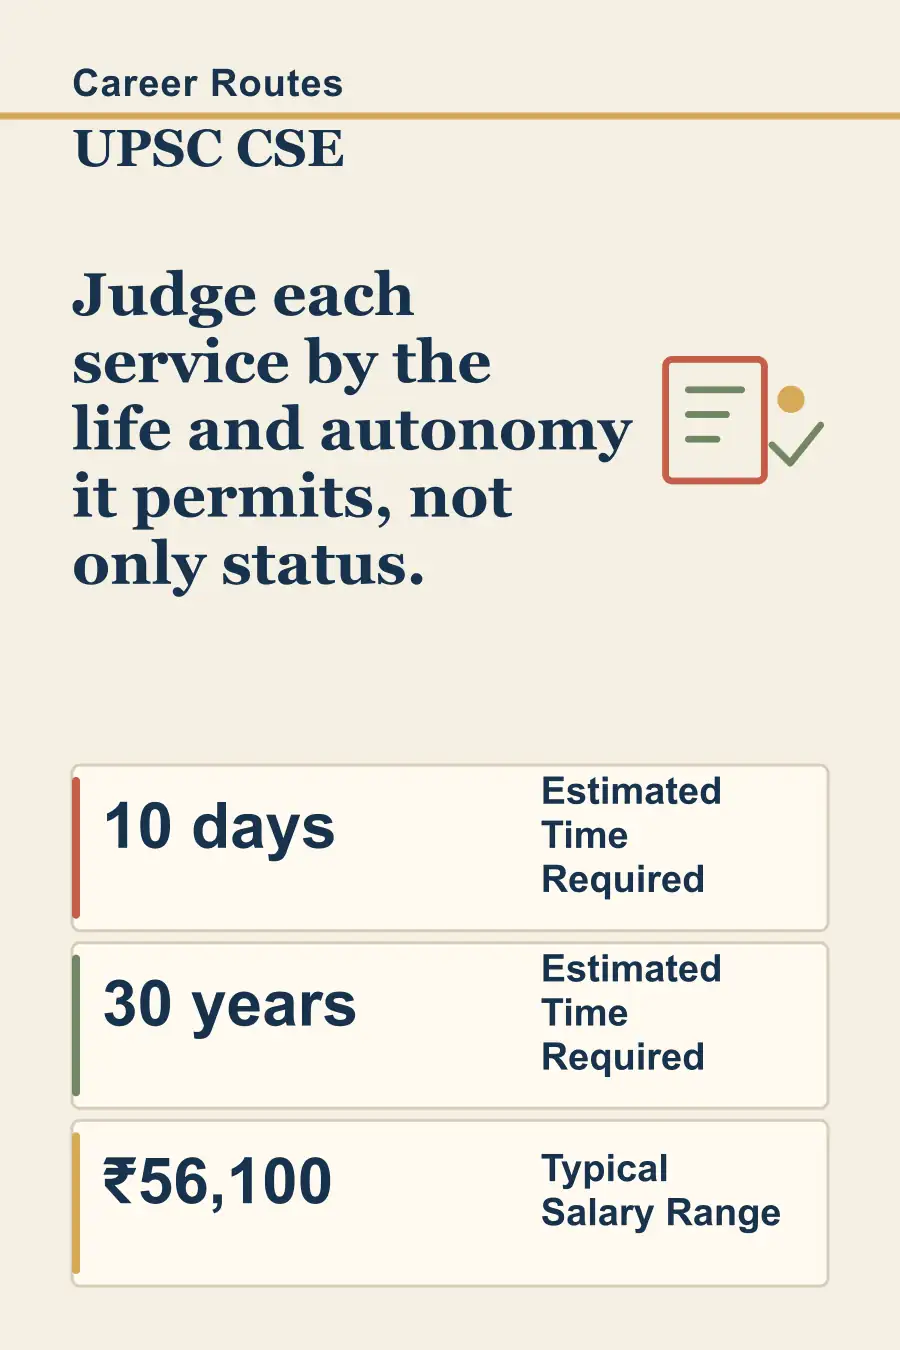 Career Routes
UPSC CSE
Judge each
service by the
life and autonomy
it permits, not
only status.
10 days
Estimated
Time
Required
30 years
Estimated
Time
Required
₹56,100
Typical
Salary Range